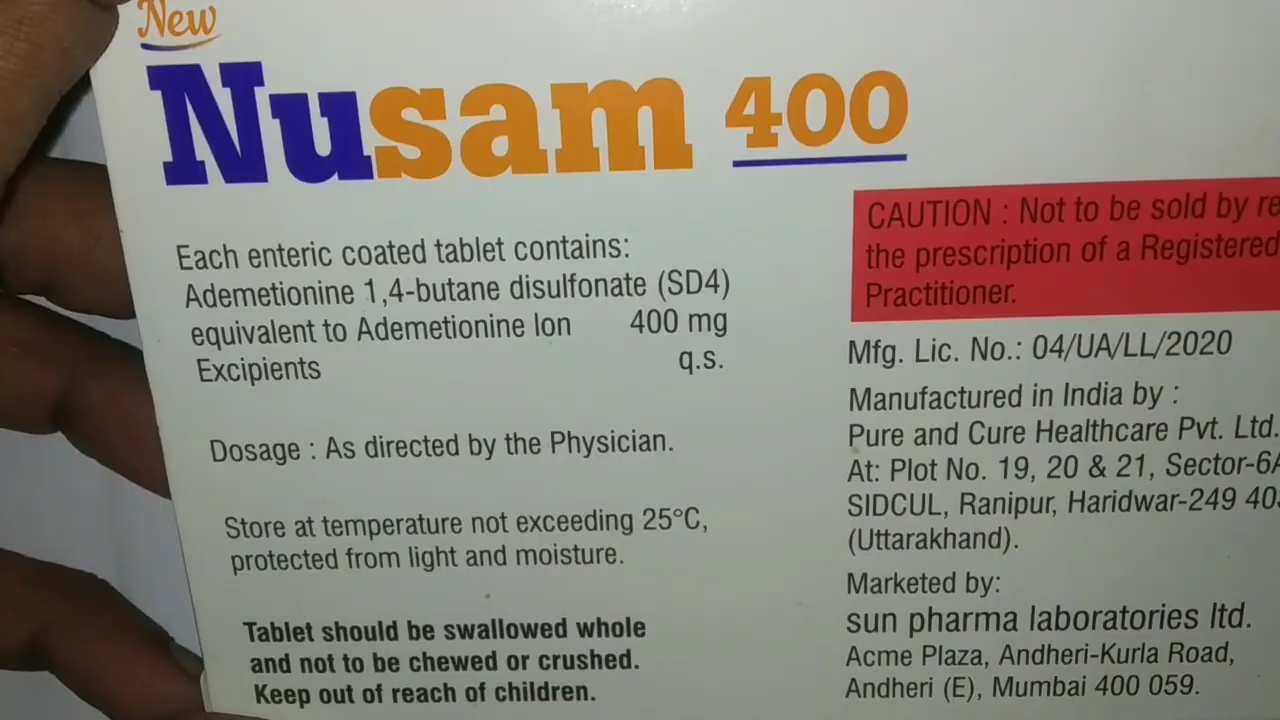 New
Nusam 400
Each enteric coated tablet contains:
Ademetionine 1,4-butane disulfonate (SD4)
equivalent to Ademetionine Ion 400 mg
Excipients q.s.
Dosage : As directed by the Physician.
Store at temperature not exceeding 25°C,
protected from light and moisture.
Tablet should be swallowed whole
and not to be chewed or crushed.
Keep out of reach of children.
CAUTION : Not to be sold by
the prescription of a Registered
Practitioner.
Mfg. Lic. No.: 04/UA/LL/2020
Manufactured in India by :
Pure and Cure Healthcare Pvt. Ltd.
At: Plot No. 19, 20 & 21, Sector-6A
SIDCUL, Ranipur, Haridwar-249
(Uttarakhand).
Marketed by:
sun pharma laboratories ltd.
Acme Plaza, Andheri-Kurla Road,
Andheri (E), Mumbai 400 059.